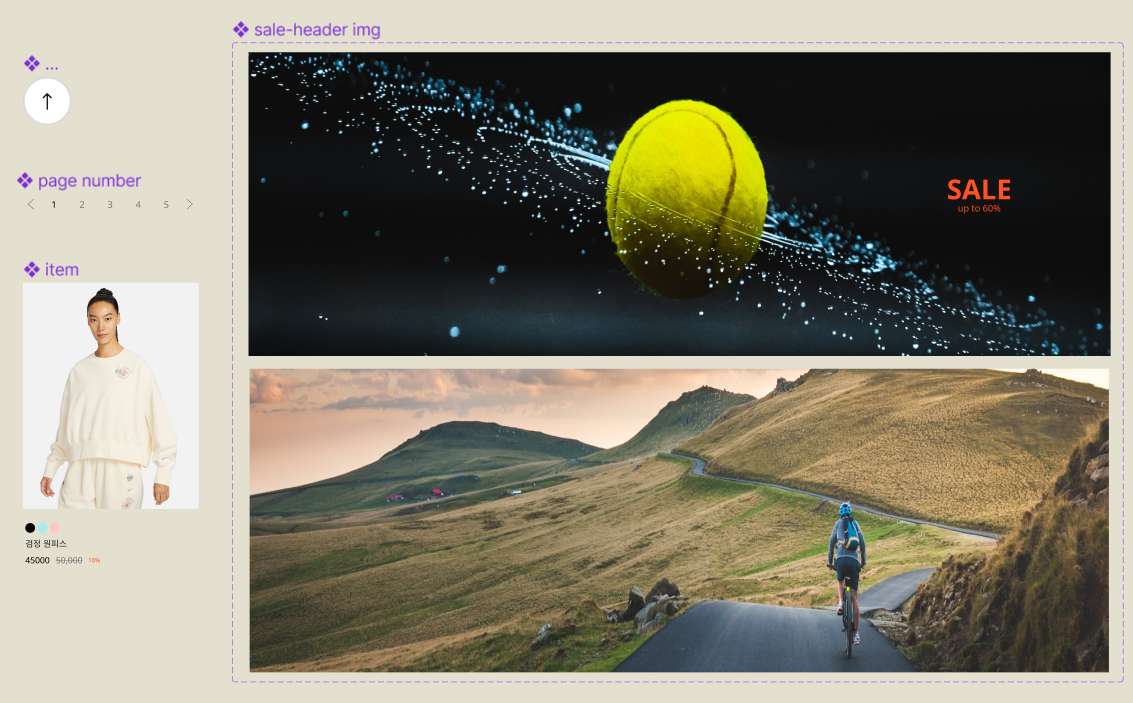 sale-header img
...
SALE
up to 60%
page number
1 2 3 4 5
item
검정 원피스
45000 50,000 10%